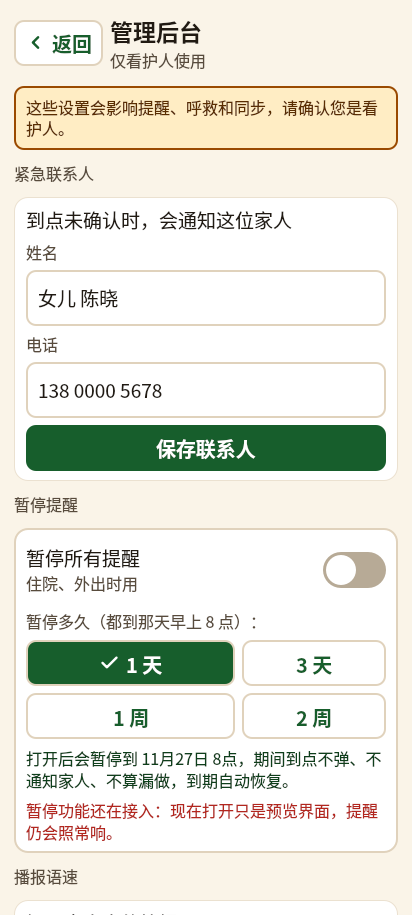 返回
管理后台
仅看护人使用
这些设置会影响提醒、呼救和同步，请确认您是看
护人。
紧急联系人
到点未确认时，会通知这位家人
姓名
女儿 陈晓
电话
138 0000 5678
保存联系人
暂停提醒
暂停所有提醒
住院、外出时用
暂停多久（都到那天早上 8 点）：
1 天
3 天
1 周
2 周
打开后会暂停到 11月27日 8点，期间到点不弹、不
通知家人、不算漏做，到期自动恢复。
暂停功能还在接入：现在打开只是预览界面，提醒
仍会照常响。
播报语速